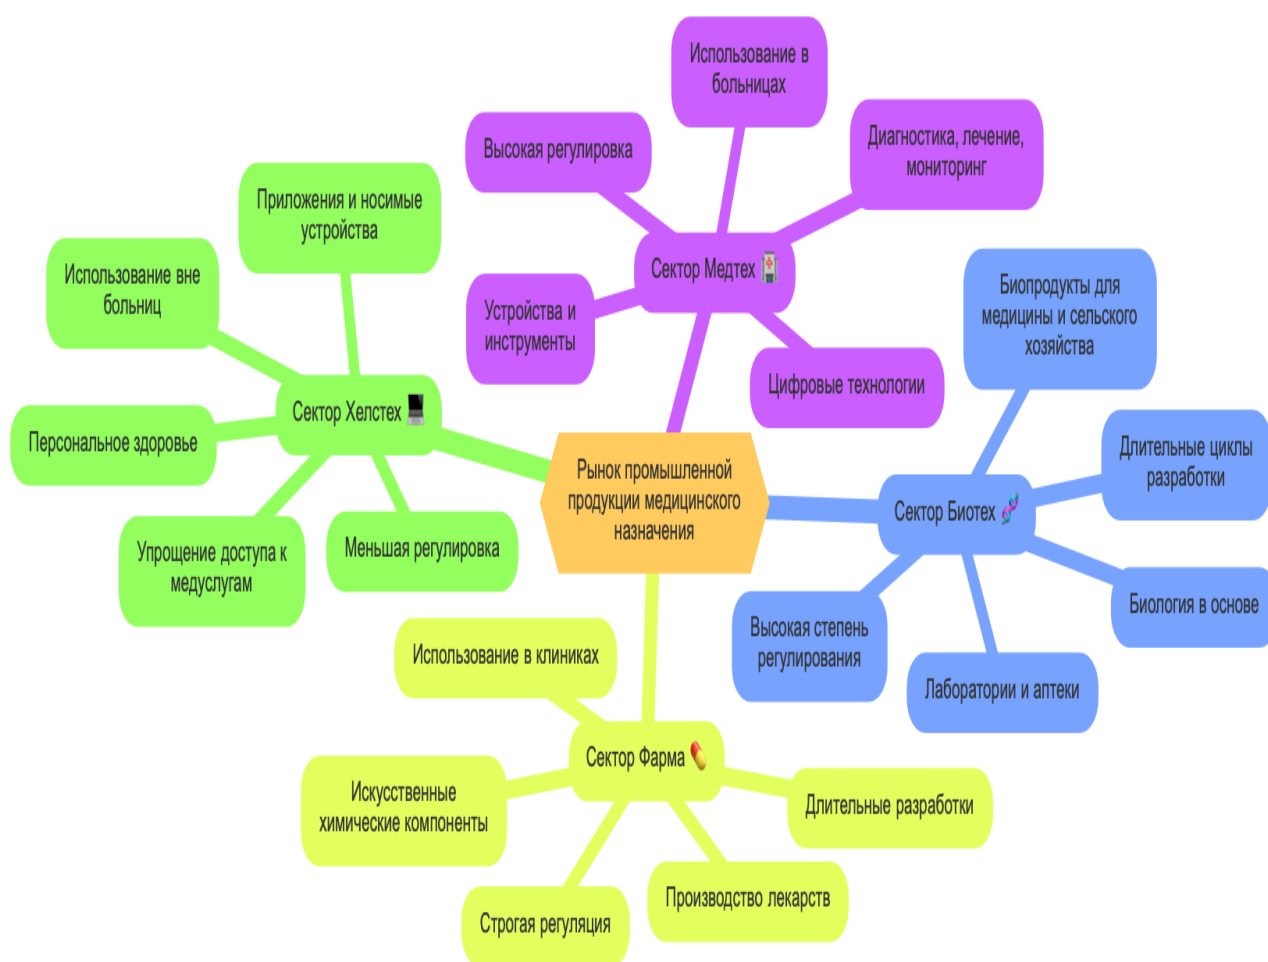 Использование в
больницах
Высокая регулировка
Диагностика, лечение,
мониторинг
Сектор Медтех
Устройства и
инструменты
Цифровые технологии
Приложения и носимые
устройства
Использование вне
больниц
Сектор Хелстех
Персональное здоровье
Упрощение доступа к
медуслугам
Меньшая регулировка
Рынок промышленной
продукции медицинского
назначения
Биопродукты для
медицины и сельского
хозяйства
Длительные циклы
разработки
Сектор Биотех
Биология в основе
Высокая степень
регулирования
Лаборатории и аптеки
Использование в клиниках
Сектор Фарма
Искусственные
химические компоненты
Длительные разработки
Производство лекарств
Строгая регуляция